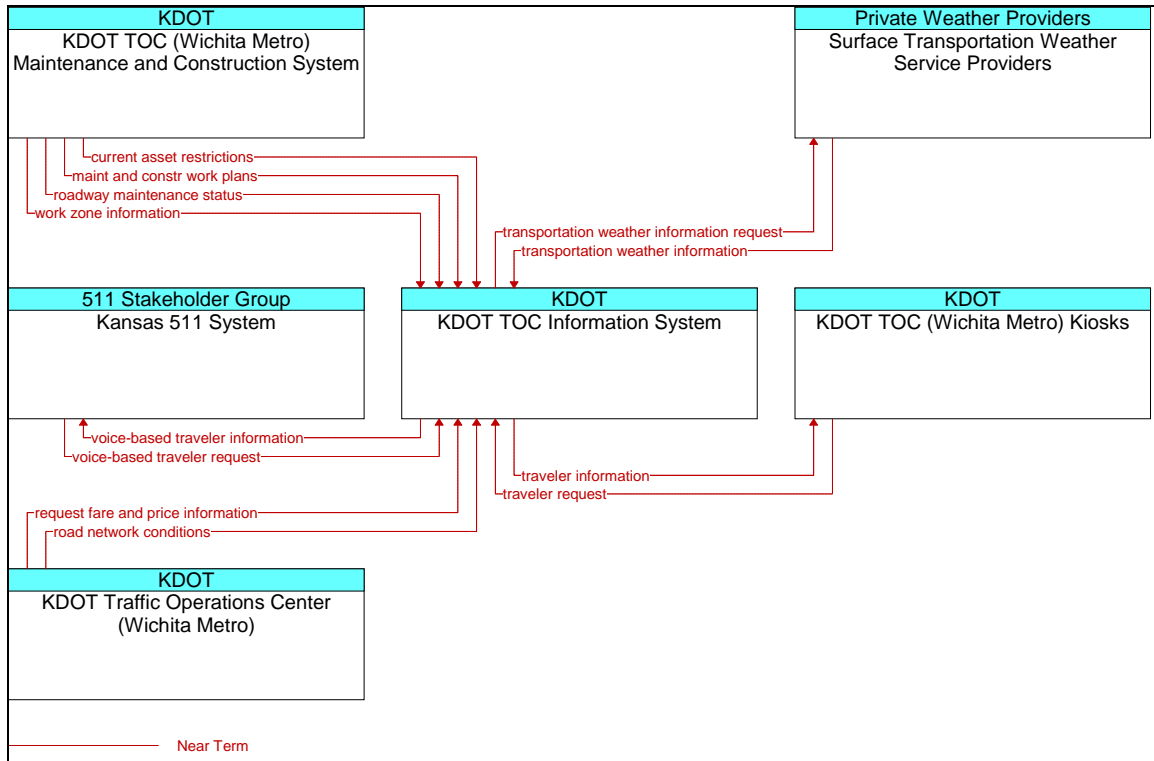 KDOT
KDOT TOC (Wichita Metro)
Maintenance and Construction System
Private Weather Providers
Surface Transportation Weather
Service Providers
current asset restrictions
maint and constr work plans
roadway maintenance status
work zone information
transportation weather information request
transportation weather information
511 Stakeholder Group
Kansas 511 System
KDOT
KDOT TOC Information System
KDOT
KDOT TOC (Wichita Metro) Kiosks
voice-based traveler information
voice-based traveler request
traveler information
traveler request
request fare and price information
road network conditions
KDOT
KDOT Traffic Operations Center
(Wichita Metro)
Near Term